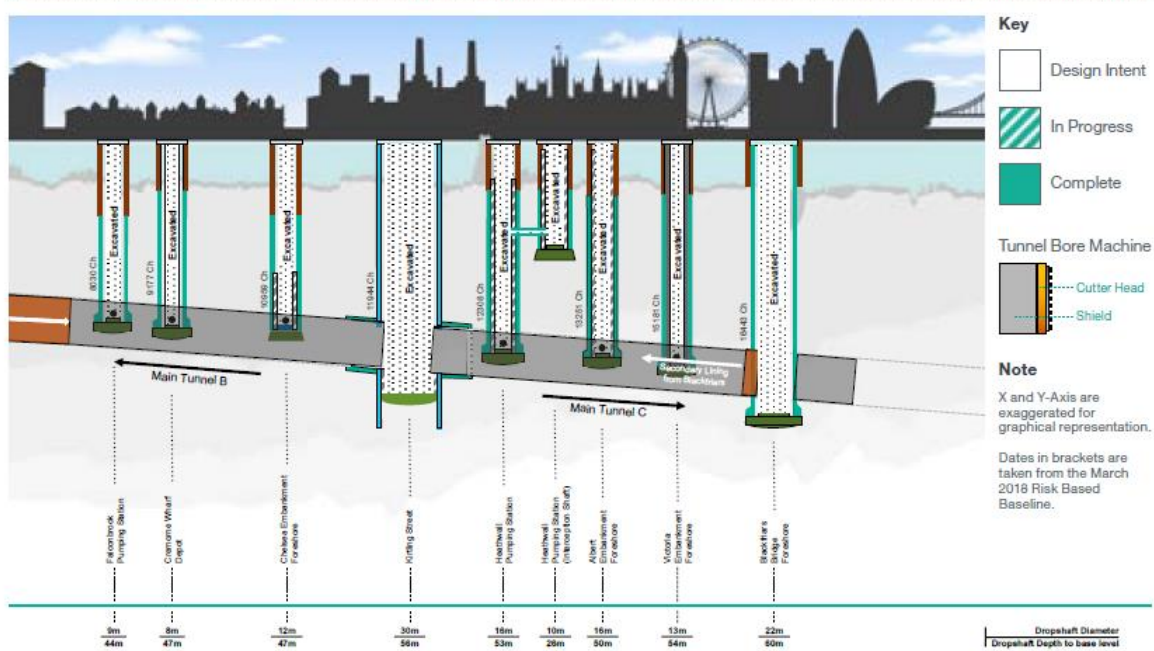 Key
Design Intent
In Progress
Complete
Tunnel Bore Machine
Cutter Head
Shield
Note
X and Y-Axis are
exaggerated for
graphical representation.
Dates in brackets are
taken from the March
2018 Risk Based
Baseline.
Excavated
Excavated
Excavated
Excavated
Excavated
Excavated
Excavated
Excavated
Excavated
8030 Ch
9177 Ch
10959 Ch
11944 Ch
12306 Ch
13281 Ch
15181 Ch
16443 Ch
Main Tunnel B
Main Tunnel C
Secondary Lining
from Blackfriars
Falconbrook
Pumping Station
Cremorne Wharf
Depot
Chelsea Embankment
Foreshore
Kirtling Street
Heathwall
Pumping Station
Heathwall
Pumping Station
(Interception Shaft)
Albert
Embankment
Foreshore
Victoria
Embankment
Foreshore
Blackfriars
Bridge
Foreshore
9m
44m
8m
47m
12m
47m
30m
56m
16m
53m
10m
26m
16m
50m
13m
54m
22m
60m
Dropshaft Diameter
Dropshaft Depth to base level